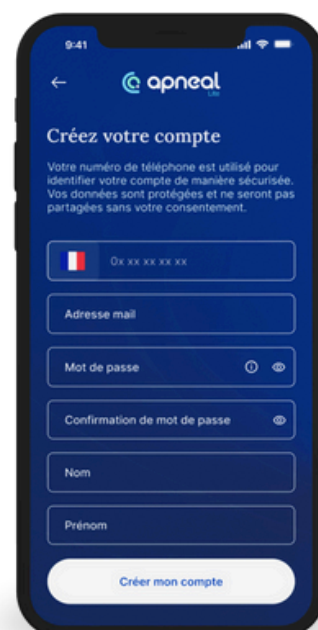 9:41
apneal
Lite
Créez votre compte
Votre numéro de téléphone est utilisé pour
identifier votre compte de manière sécurisée.
Vos données sont protégées et ne seront pas
partagées sans votre consentement.
0x xx xx xx xx
Adresse mail
Mot de passe
Confirmation de mot de passe
Nom
Prénom
Créer mon compte